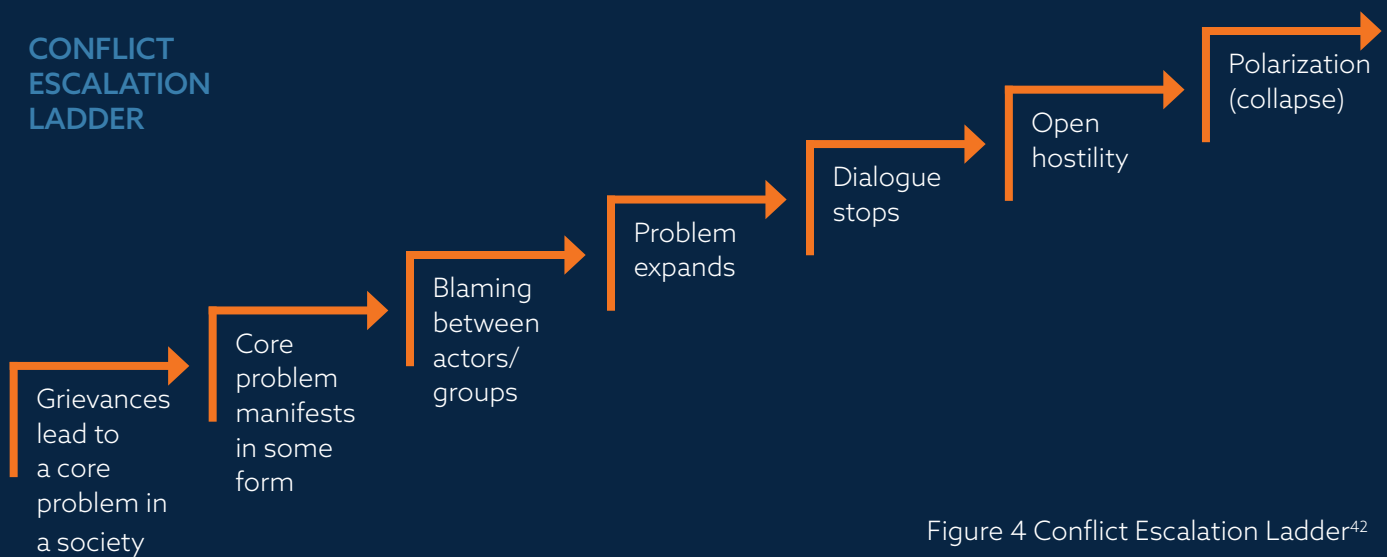 CONFLICT
ESCALATION
LADDER
Grievances
lead to
a core
problem in
a society
Core
problem
manifests
in some
form
Blaming
between
actors/
groups
Problem
expands
Dialogue
stops
Open
hostility
Polarization
(collapse)
Figure 4 Conflict Escalation Ladder⁴²